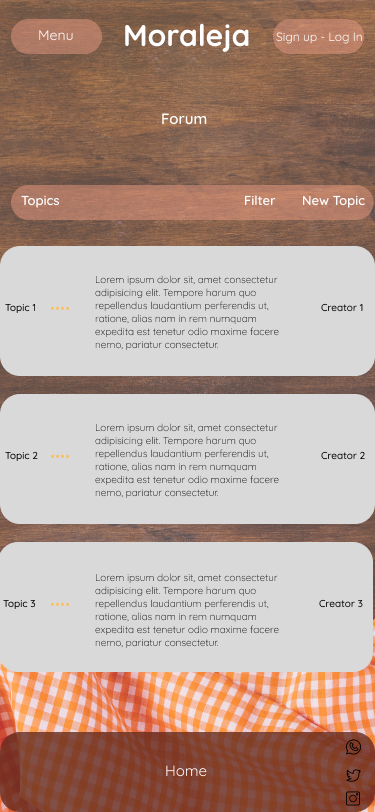 Menu
Moraleja
Sign up - Log In
Forum
Topics
Filter
New Topic
Topic 1
Lorem ipsum dolor sit, amet consectetur
adipisicing elit. Tempore harum quo
repellendus laudantium perferendis ut,
ratione, alias nam in rem numquam
expedita est tenetur odio maxime facere
nemo, pariatur consectetur.
Creator 1
Topic 2
Lorem ipsum dolor sit, amet consectetur
adipisicing elit. Tempore harum quo
repellendus laudantium perferendis ut,
ratione, alias nam in rem numquam
expedita est tenetur odio maxime facere
nemo, pariatur consectetur.
Creator 2
Topic 3
Lorem ipsum dolor sit, amet consectetur
adipisicing elit. Tempore harum quo
repellendus laudantium perferendis ut,
ratione, alias nam in rem numquam
expedita est tenetur odio maxime facere
nemo, pariatur consectetur.
Creator 3
Home